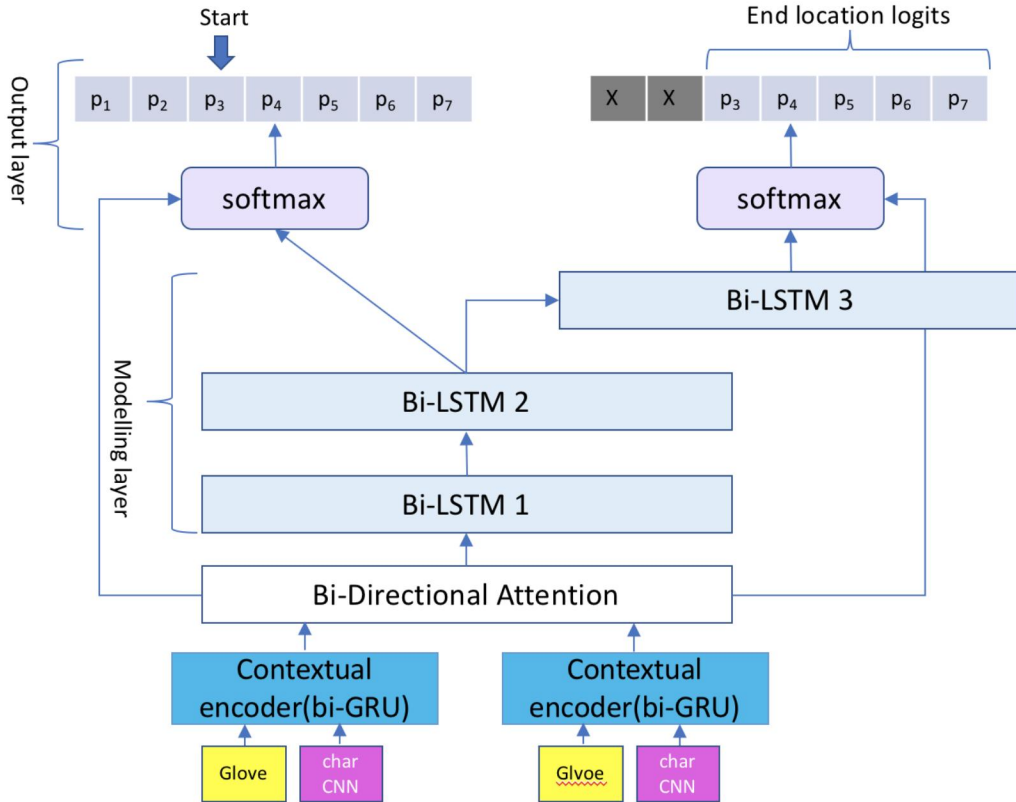 Start
End location logits
p₁ p₂ p₃ p₄ p₅ p₆ p₇
X X p₃ p₄ p₅ p₆ p₇
Output layer
softmax
softmax
Bi-LSTM 3
Modelling layer
Bi-LSTM 2
Bi-LSTM 1
Bi-Directional Attention
Contextual
encoder(bi-GRU)
Contextual
encoder(bi-GRU)
Glove
char
CNN
Glvoe
char
CNN